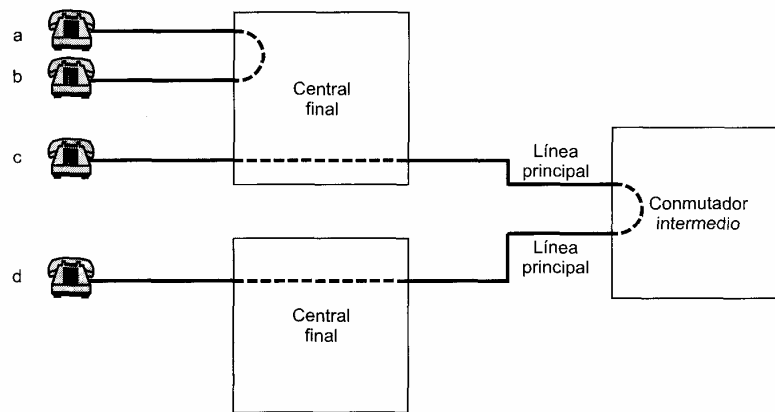 a
b
c
d
Central
final
Línea
principal
Conmutador
intermedio
Línea
principal
Central
final